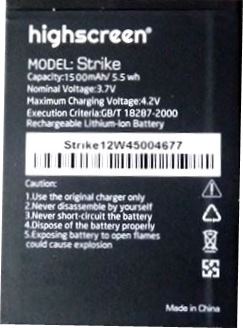 highscreen®
MODEL: Strike
Capacity:1500mAh/ 5.5 wh
Nominal Voltage:3.7V
Maximum Charging Voltage:4.2V
Execution Criteria:GB/T 18287-2000
Rechargeable Lithium-Ion Battery
Strike12W45004677
CAUTION:
1.Use the original charger only
2.Never disassemble by yourself
3.Never short-circuit the battery
4.Dispose of the battery properly
5.Exposing battery to open flames
could cause explosion
Made in China